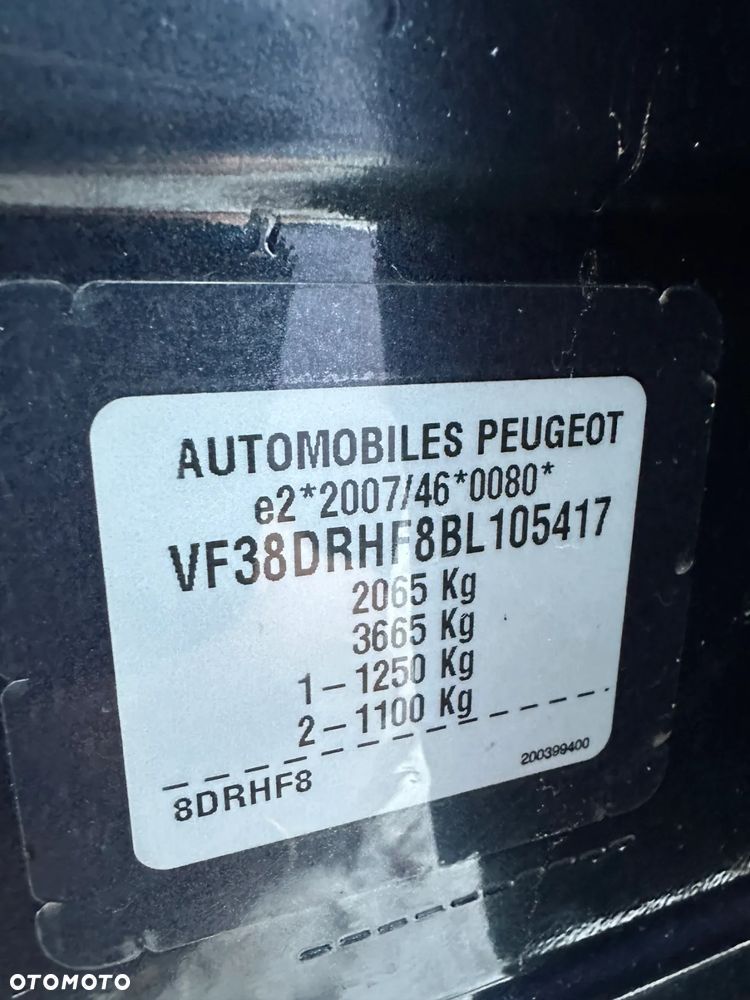 AUTOMOBILES PEUGEOT
e2*2007/46*0080*
VF38DRHF8BL105417
2065 Kg
3665 Kg
1-1250 Kg
2-1100 Kg
8DRHF8
200399400
OTOMOTO